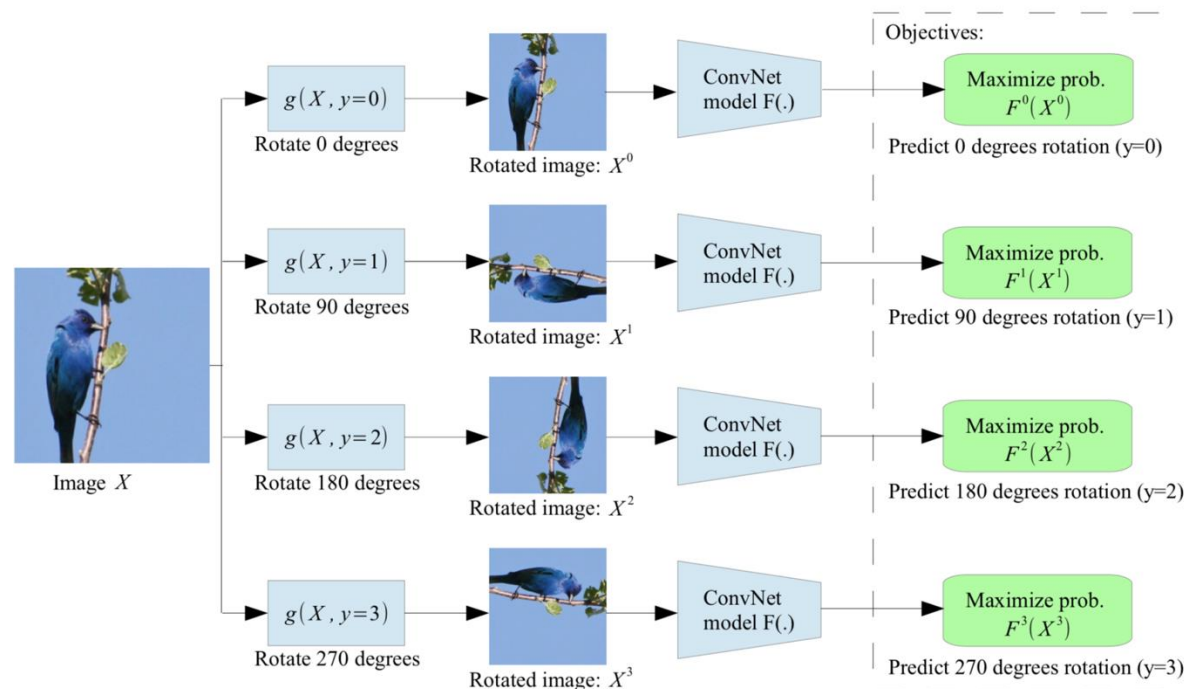 Objectives:
g(X, y=0)
Rotate 0 degrees
Rotated image: X⁰
ConvNet
model F(.)
Maximize prob.
F⁰(X⁰)
Predict 0 degrees rotation (y=0)
g(X, y=1)
Rotate 90 degrees
Rotated image: X¹
ConvNet
model F(.)
Maximize prob.
F¹(X¹)
Predict 90 degrees rotation (y=1)
Image X
g(X, y=2)
Rotate 180 degrees
Rotated image: X²
ConvNet
model F(.)
Maximize prob.
F²(X²)
Predict 180 degrees rotation (y=2)
g(X, y=3)
Rotate 270 degrees
Rotated image: X³
ConvNet
model F(.)
Maximize prob.
F³(X³)
Predict 270 degrees rotation (y=3)